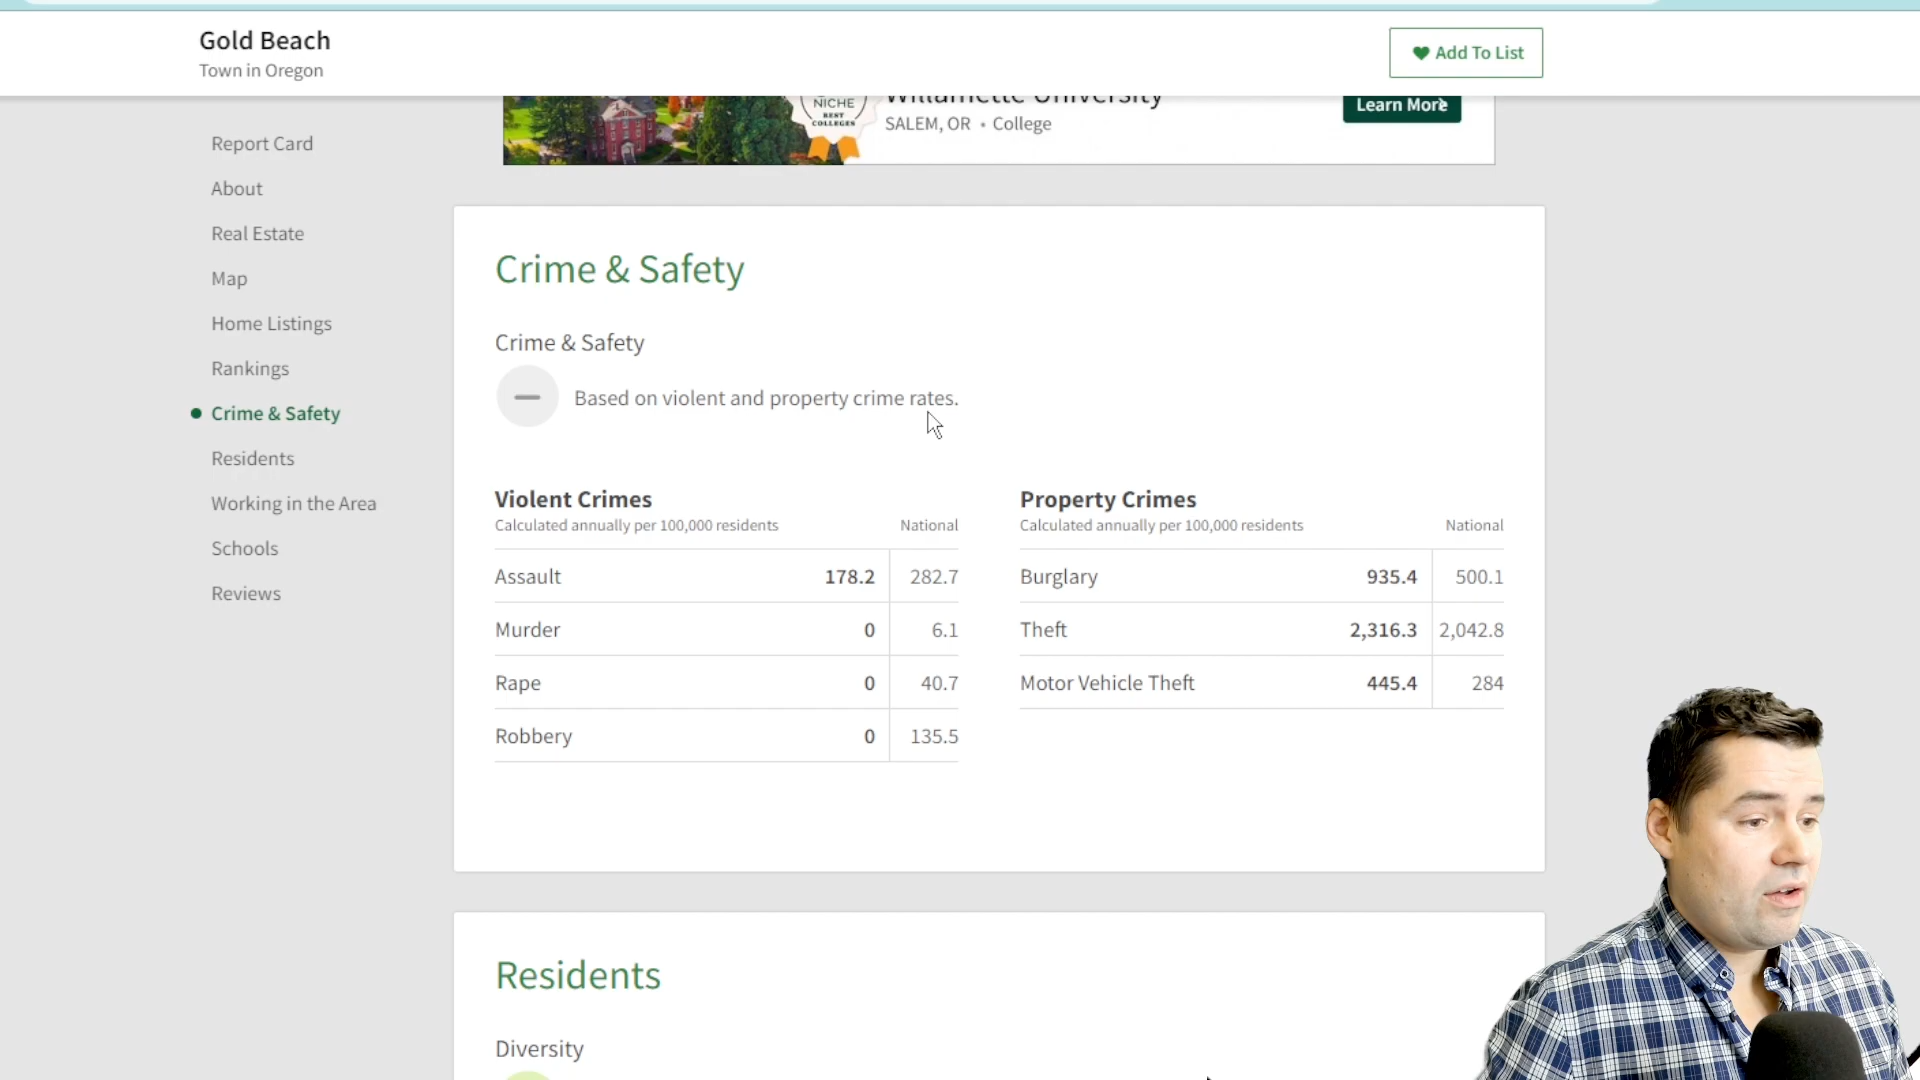 Gold Beach
Town in Oregon
Add To List
NICHE
BEST
COLLEGES
Willamette University
SALEM, OR • College
Learn More
Report Card
About
Real Estate
Map
Home Listings
Rankings
Crime & Safety
Residents
Working in the Area
Schools
Reviews
Crime & Safety
Crime & Safety
Based on violent and property crime rates.
Violent Crimes
Calculated annually per 100,000 residents National
Assault 178.2 282.7
Murder 0 6.1
Rape 0 40.7
Robbery 0 135.5
Property Crimes
Calculated annually per 100,000 residents National
Burglary 935.4 500.1
Theft 2,316.3 2,042.8
Motor Vehicle Theft 445.4 284
Residents
Diversity